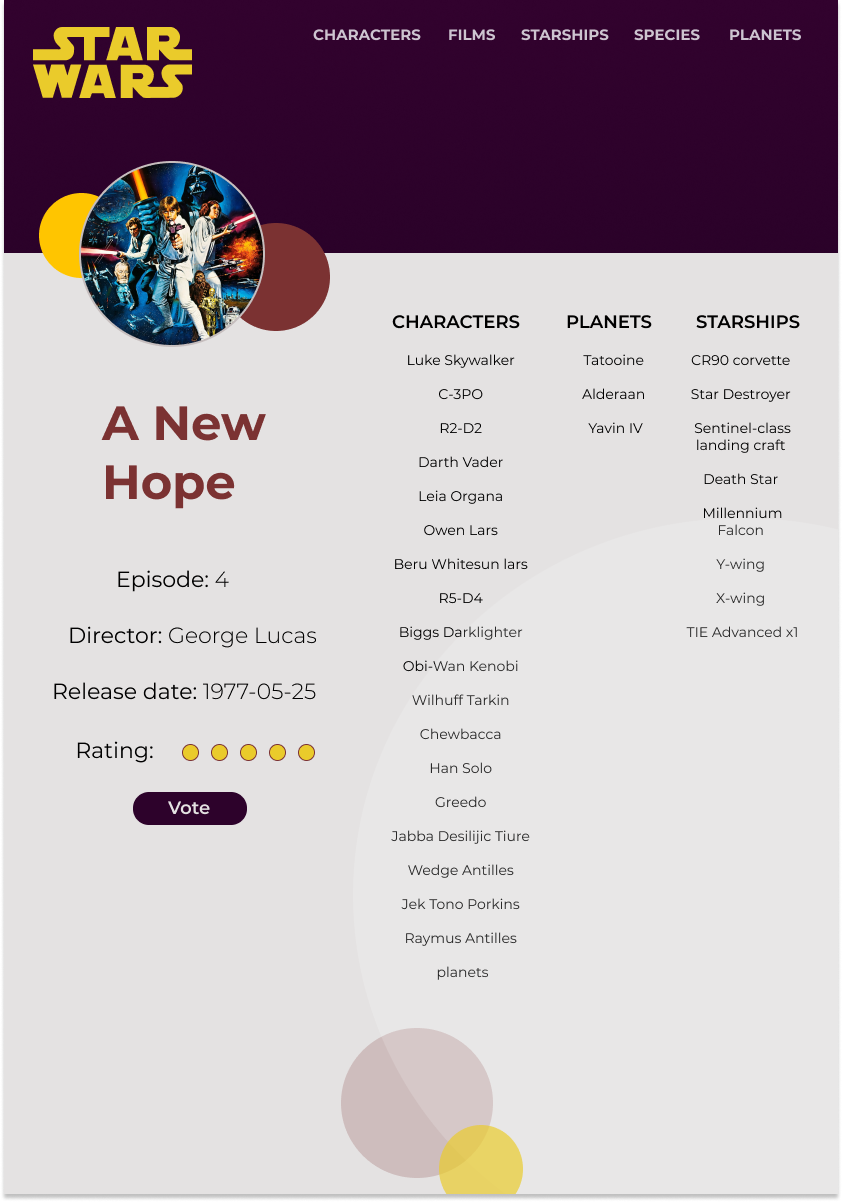 STAR
WARS
CHARACTERS FILMS STARSHIPS SPECIES PLANETS
A New
Hope
Episode: 4
Director: George Lucas
Release date: 1977-05-25
Rating:
Vote
CHARACTERS
Luke Skywalker
C-3PO
R2-D2
Darth Vader
Leia Organa
Owen Lars
Beru Whitesun lars
R5-D4
Biggs Darklighter
Obi-Wan Kenobi
Wilhuff Tarkin
Chewbacca
Han Solo
Greedo
Jabba Desilijic Tiure
Wedge Antilles
Jek Tono Porkins
Raymus Antilles
planets
PLANETS
Tatooine
Alderaan
Yavin IV
STARSHIPS
CR90 corvette
Star Destroyer
Sentinel-class
landing craft
Death Star
Millennium
Falcon
Y-wing
X-wing
TIE Advanced x1